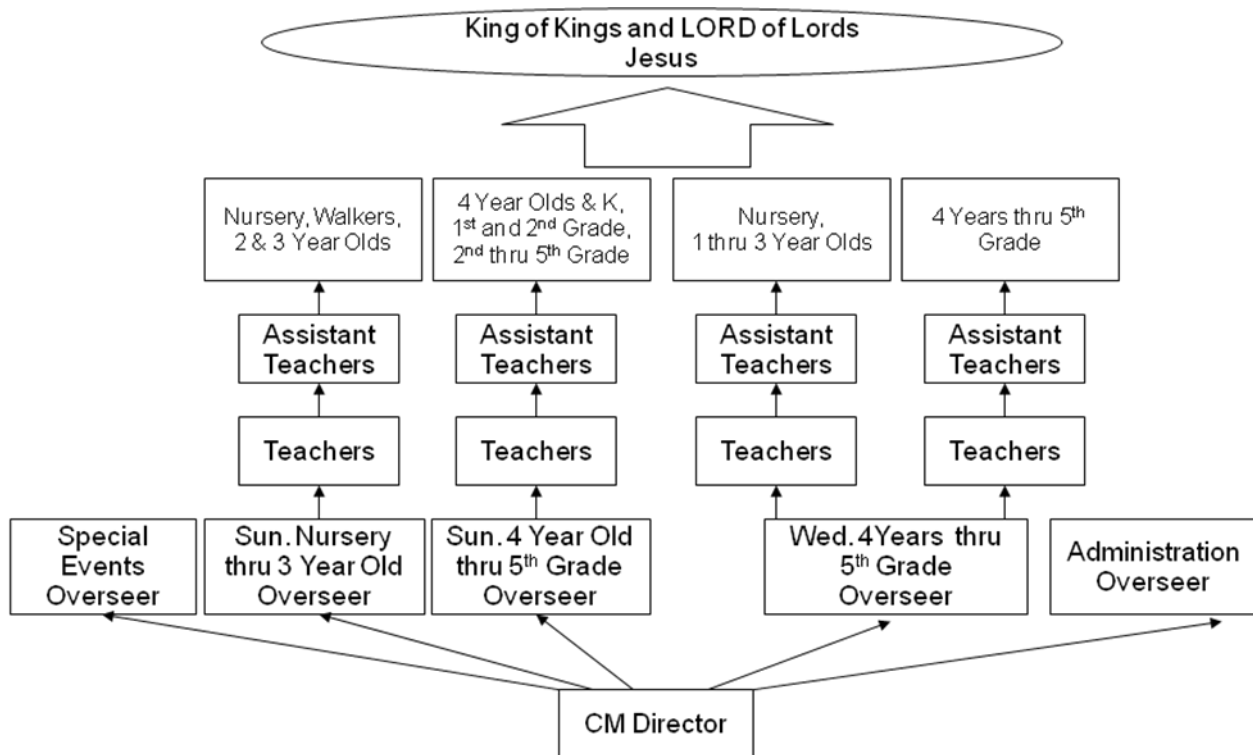 King of Kings and LORD of Lords
Jesus
Nursery, Walkers,
2 & 3 Year Olds
4 Year Olds & K,
1st and 2nd Grade,
2nd thru 5th Grade
Nursery,
1 thru 3 Year Olds
4 Years thru 5th
Grade
Assistant
Teachers
Assistant
Teachers
Assistant
Teachers
Assistant
Teachers
Teachers
Teachers
Teachers
Teachers
Special
Events
Overseer
Sun. Nursery
thru 3 Year Old
Overseer
Sun. 4 Year Old
thru 5th Grade
Overseer
Wed. 4Years thru
5th Grade
Overseer
Administration
Overseer
CM Director